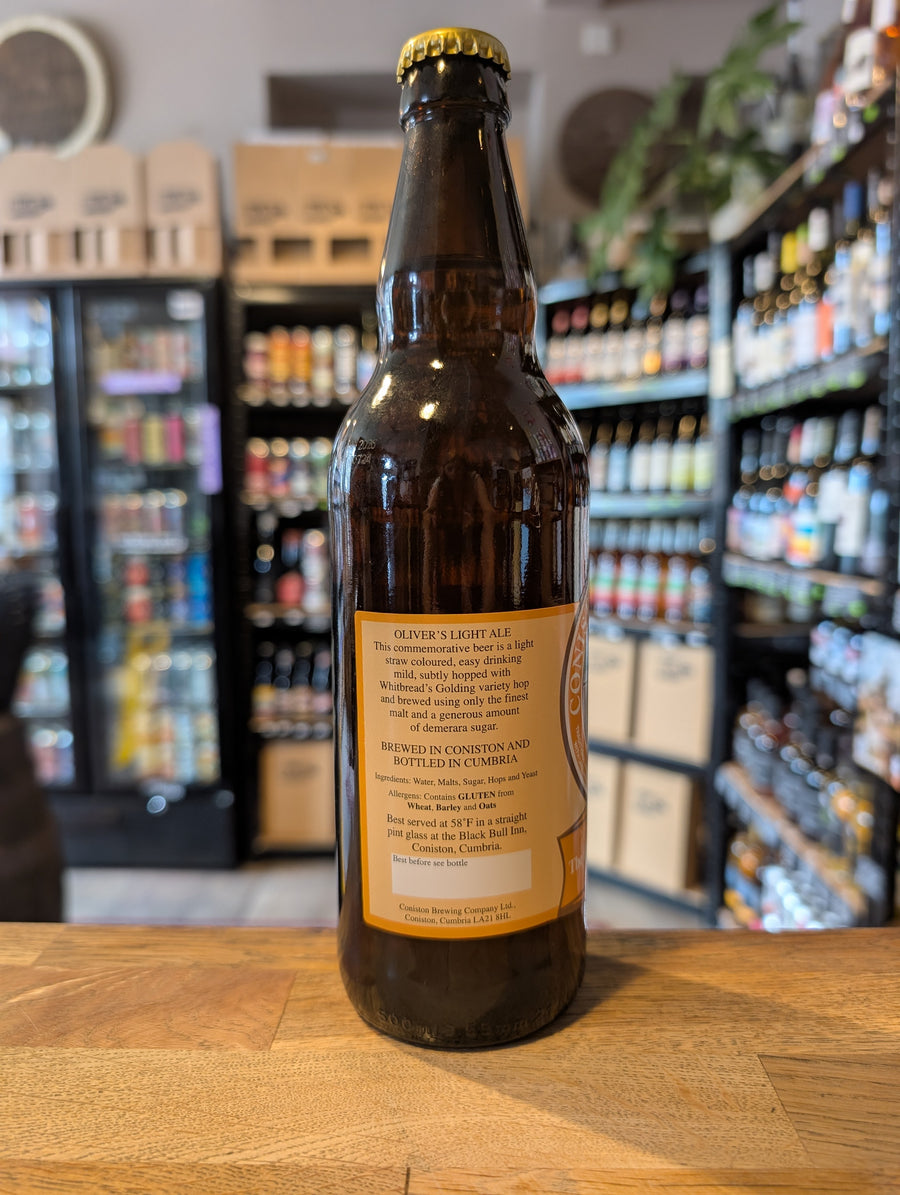 OLIVER'S LIGHT ALE
This commemorative beer is a light
straw coloured, easy drinking
mild, subtly hopped with
Whitbread's Golding variety hop
and brewed using only the finest
malt and a generous amount
of demerara sugar.
BREWED IN CONISTON AND
BOTTLED IN CUMBRIA
Ingredients: Water, Malts, Sugar, Hops and Yeast
Allergens: Contains GLUTEN from
Wheat, Barley and Oats
Best served at 58°F in a straight
pint glass at the Black Bull Inn,
Coniston, Cumbria.
Best before see bottle
Coniston Brewing Company Ltd.,
Coniston, Cumbria LA21 8HL